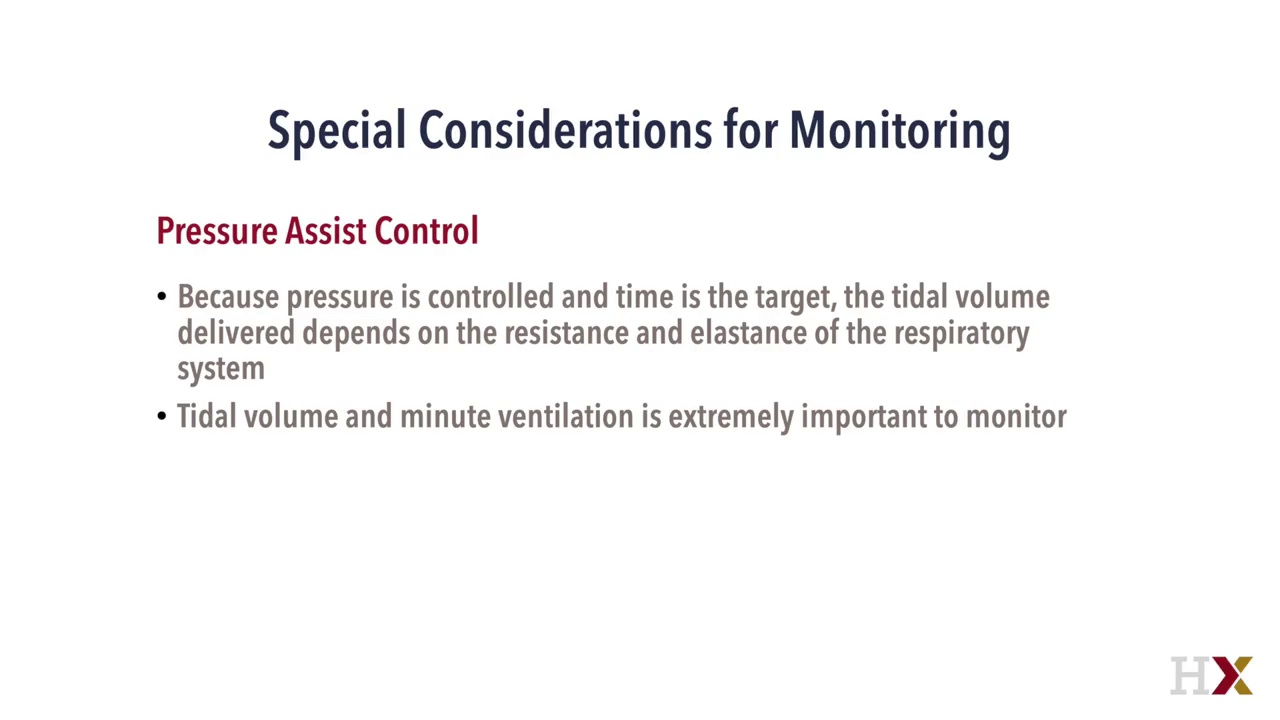 Special Considerations for Monitoring
Pressure Assist Control
• Because pressure is controlled and time is the target, the tidal volume
delivered depends on the resistance and elastance of the respiratory
system
• Tidal volume and minute ventilation is extremely important to monitor
HX